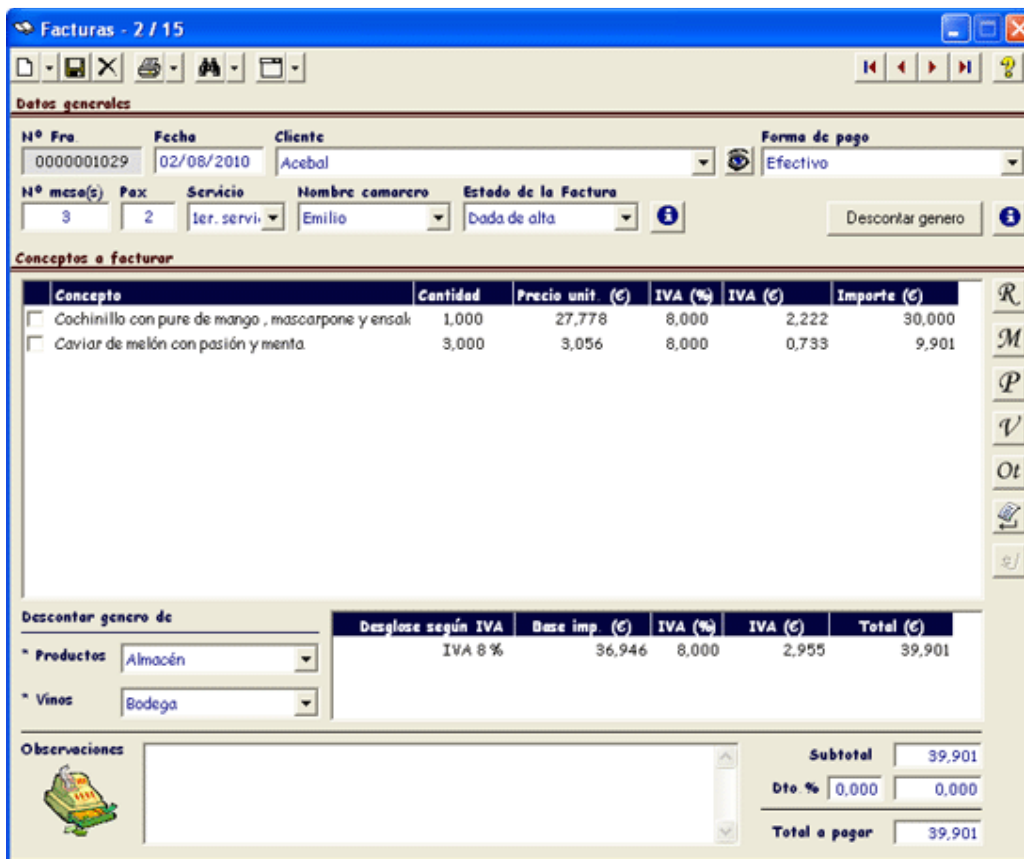 Facturas - 2 / 15
Datos generales
Nº Fra. Fecha Cliente Forma de pago
0000001029 02/08/2010 Acebal Efectivo
Nº mesa(s) Pax Servicio Nombre camarero Estado de la Factura
3 2 1er. servi Emilio Dada de alta Descontar genero
Conceptos a facturar
Concepto Cantidad Precio unit. (€) IVA (%) IVA (€) Importe (€)
Cochinillo con pure de mango , mascarpone y ensak 1,000 27,778 8,000 2,222 30,000
Caviar de melón con pasión y menta 3,000 3,056 8,000 0,733 9,901
R
M
P
V
Ot
Descontar genero de
Desglose según IVA Base imp. (€) IVA (%) IVA (€) Total (€)
IVA 8 % 36,946 8,000 2,955 39,901
* Productos Almacén
* Vinos Bodega
Observaciones
Subtotal 39,901
Dto. % 0,000 0,000
Total a pagar 39,901